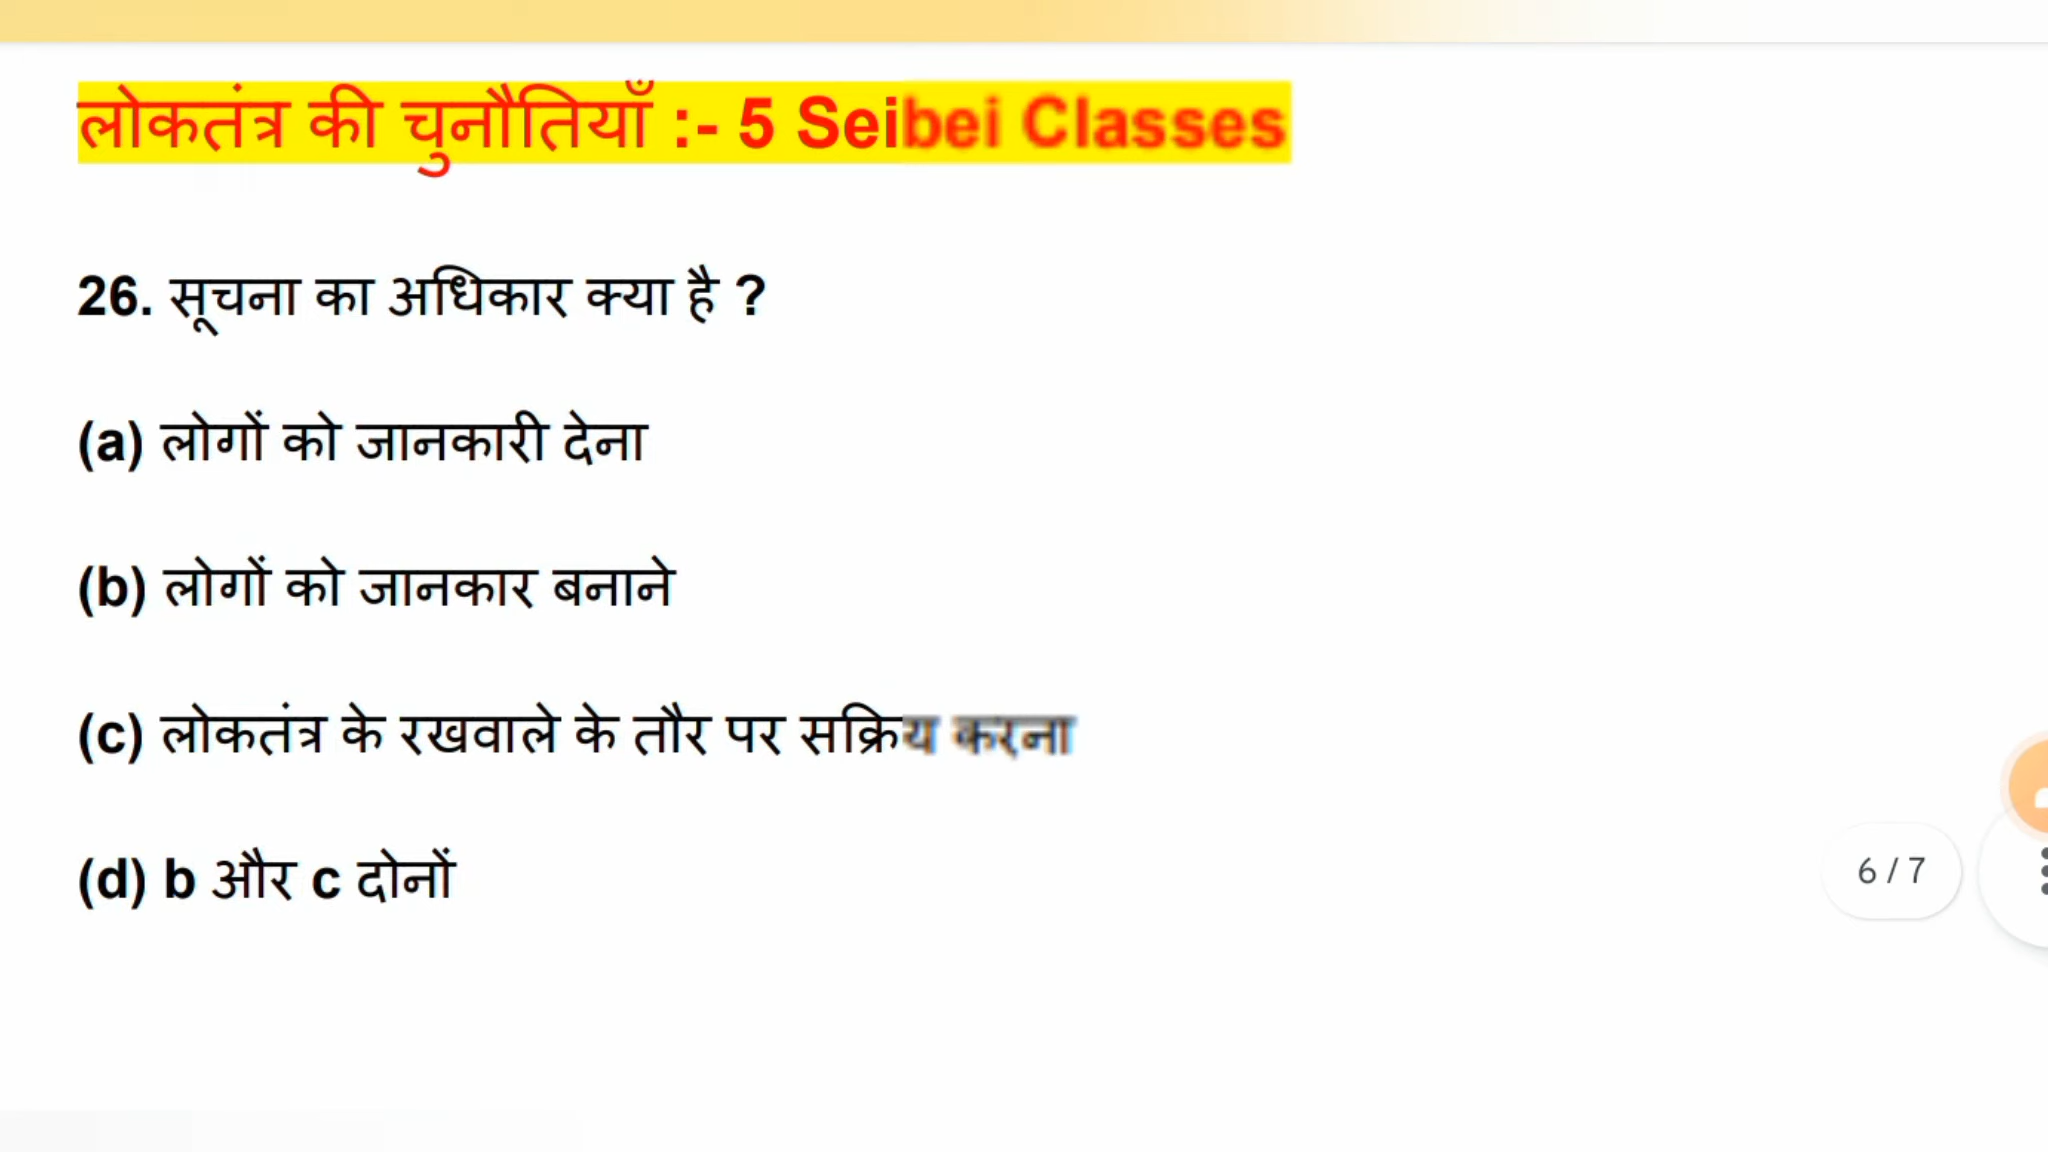 लोकतंत्र की चुनौतियाँ :- 5 Seibei Classes
26. सूचना का अधिकार क्या है ?
(a) लोगों को जानकारी देना
(b) लोगों को जानकार बनाने
(c) लोकतंत्र के रखवाले के तौर पर सक्रिय करना
(d) b और c दोनों
6 / 7